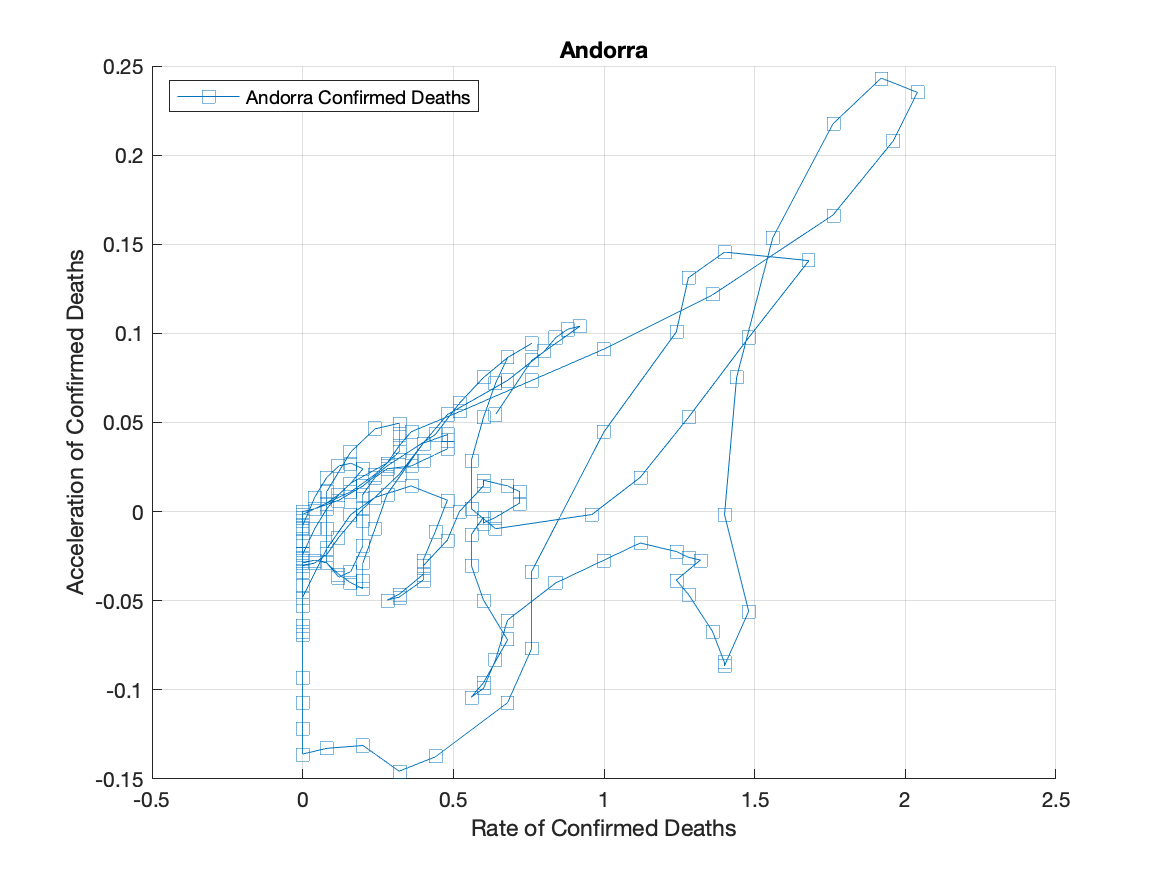 Andorra
0.25
Andorra Confirmed Deaths
0.2
0.15
0.1
0.05
0
-0.05
-0.1
-0.15
Acceleration of Confirmed Deaths
-0.5 0 0.5 1 1.5 2 2.5
Rate of Confirmed Deaths